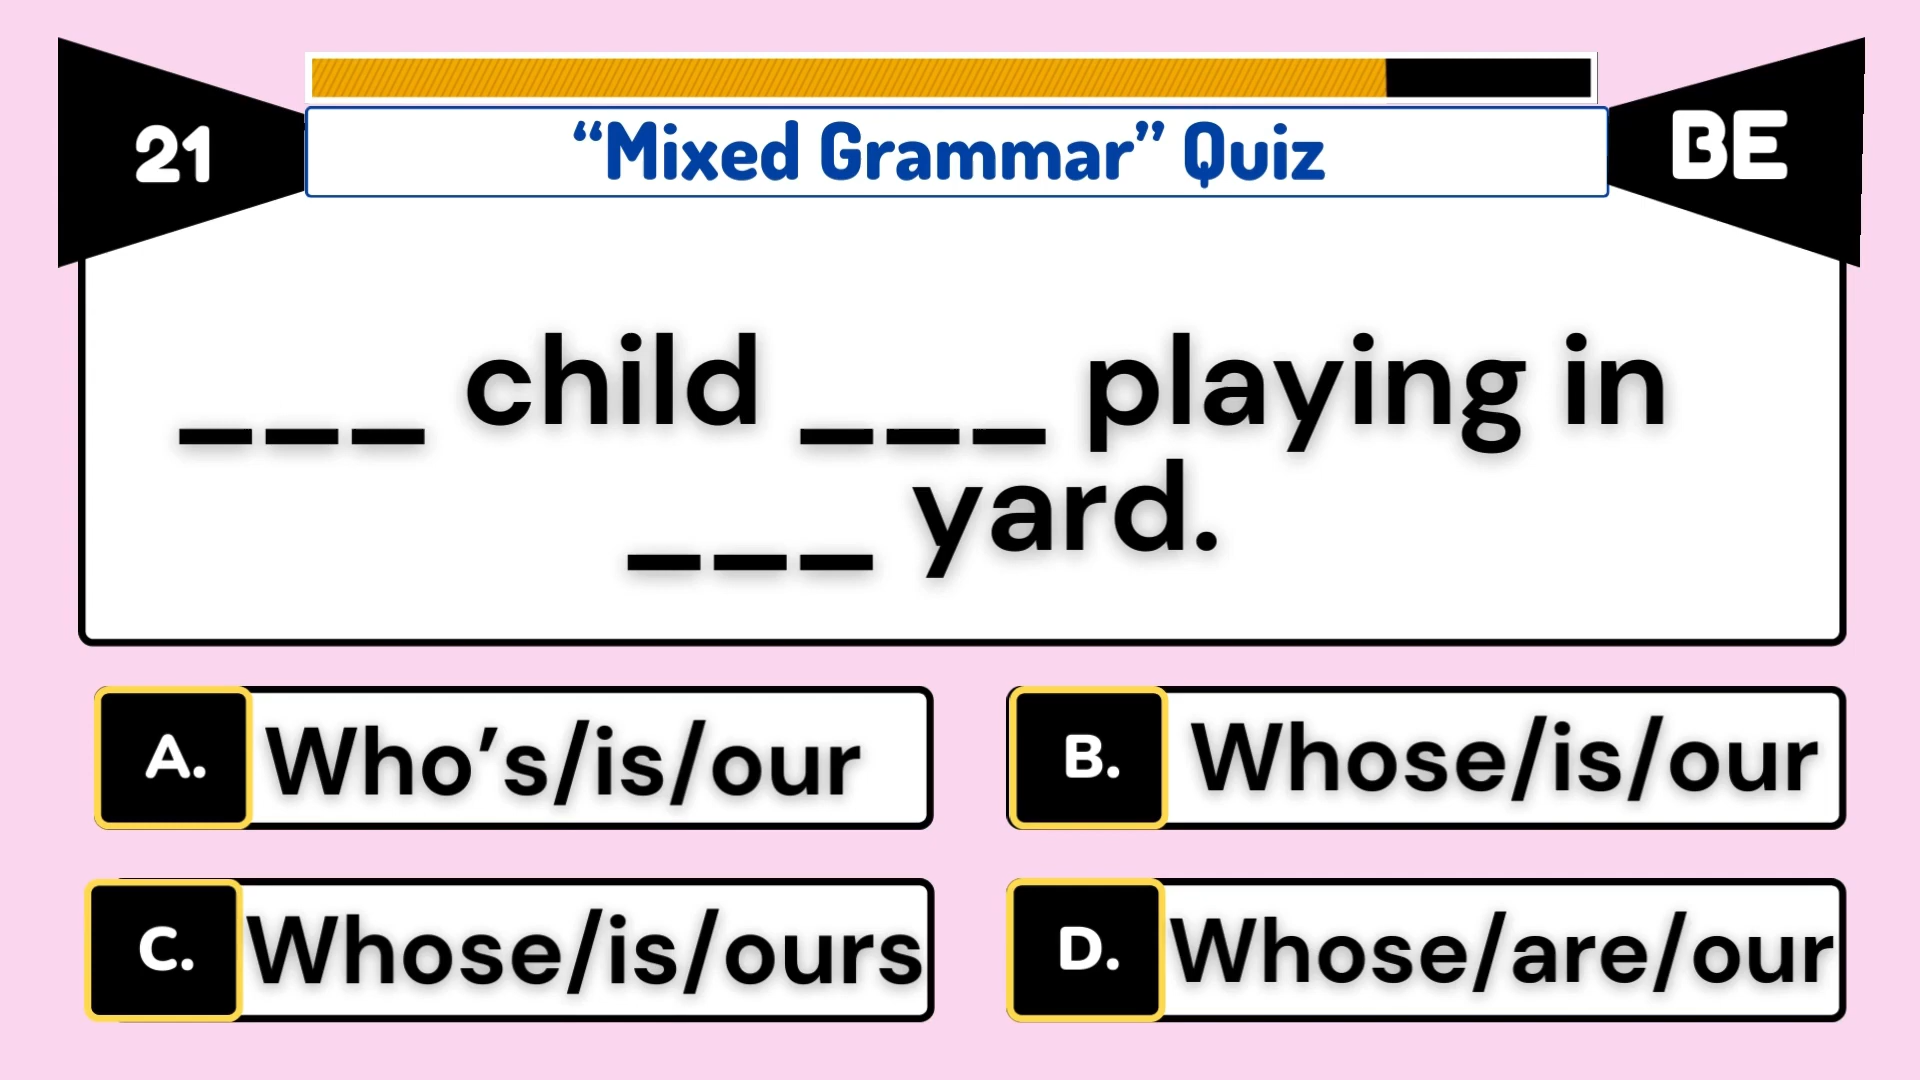 21
“Mixed Grammar” Quiz
BE
___ child ___ playing in
___ yard.
A. Who’s/is/our
B. Whose/is/our
C. Whose/is/ours
D. Whose/are/our